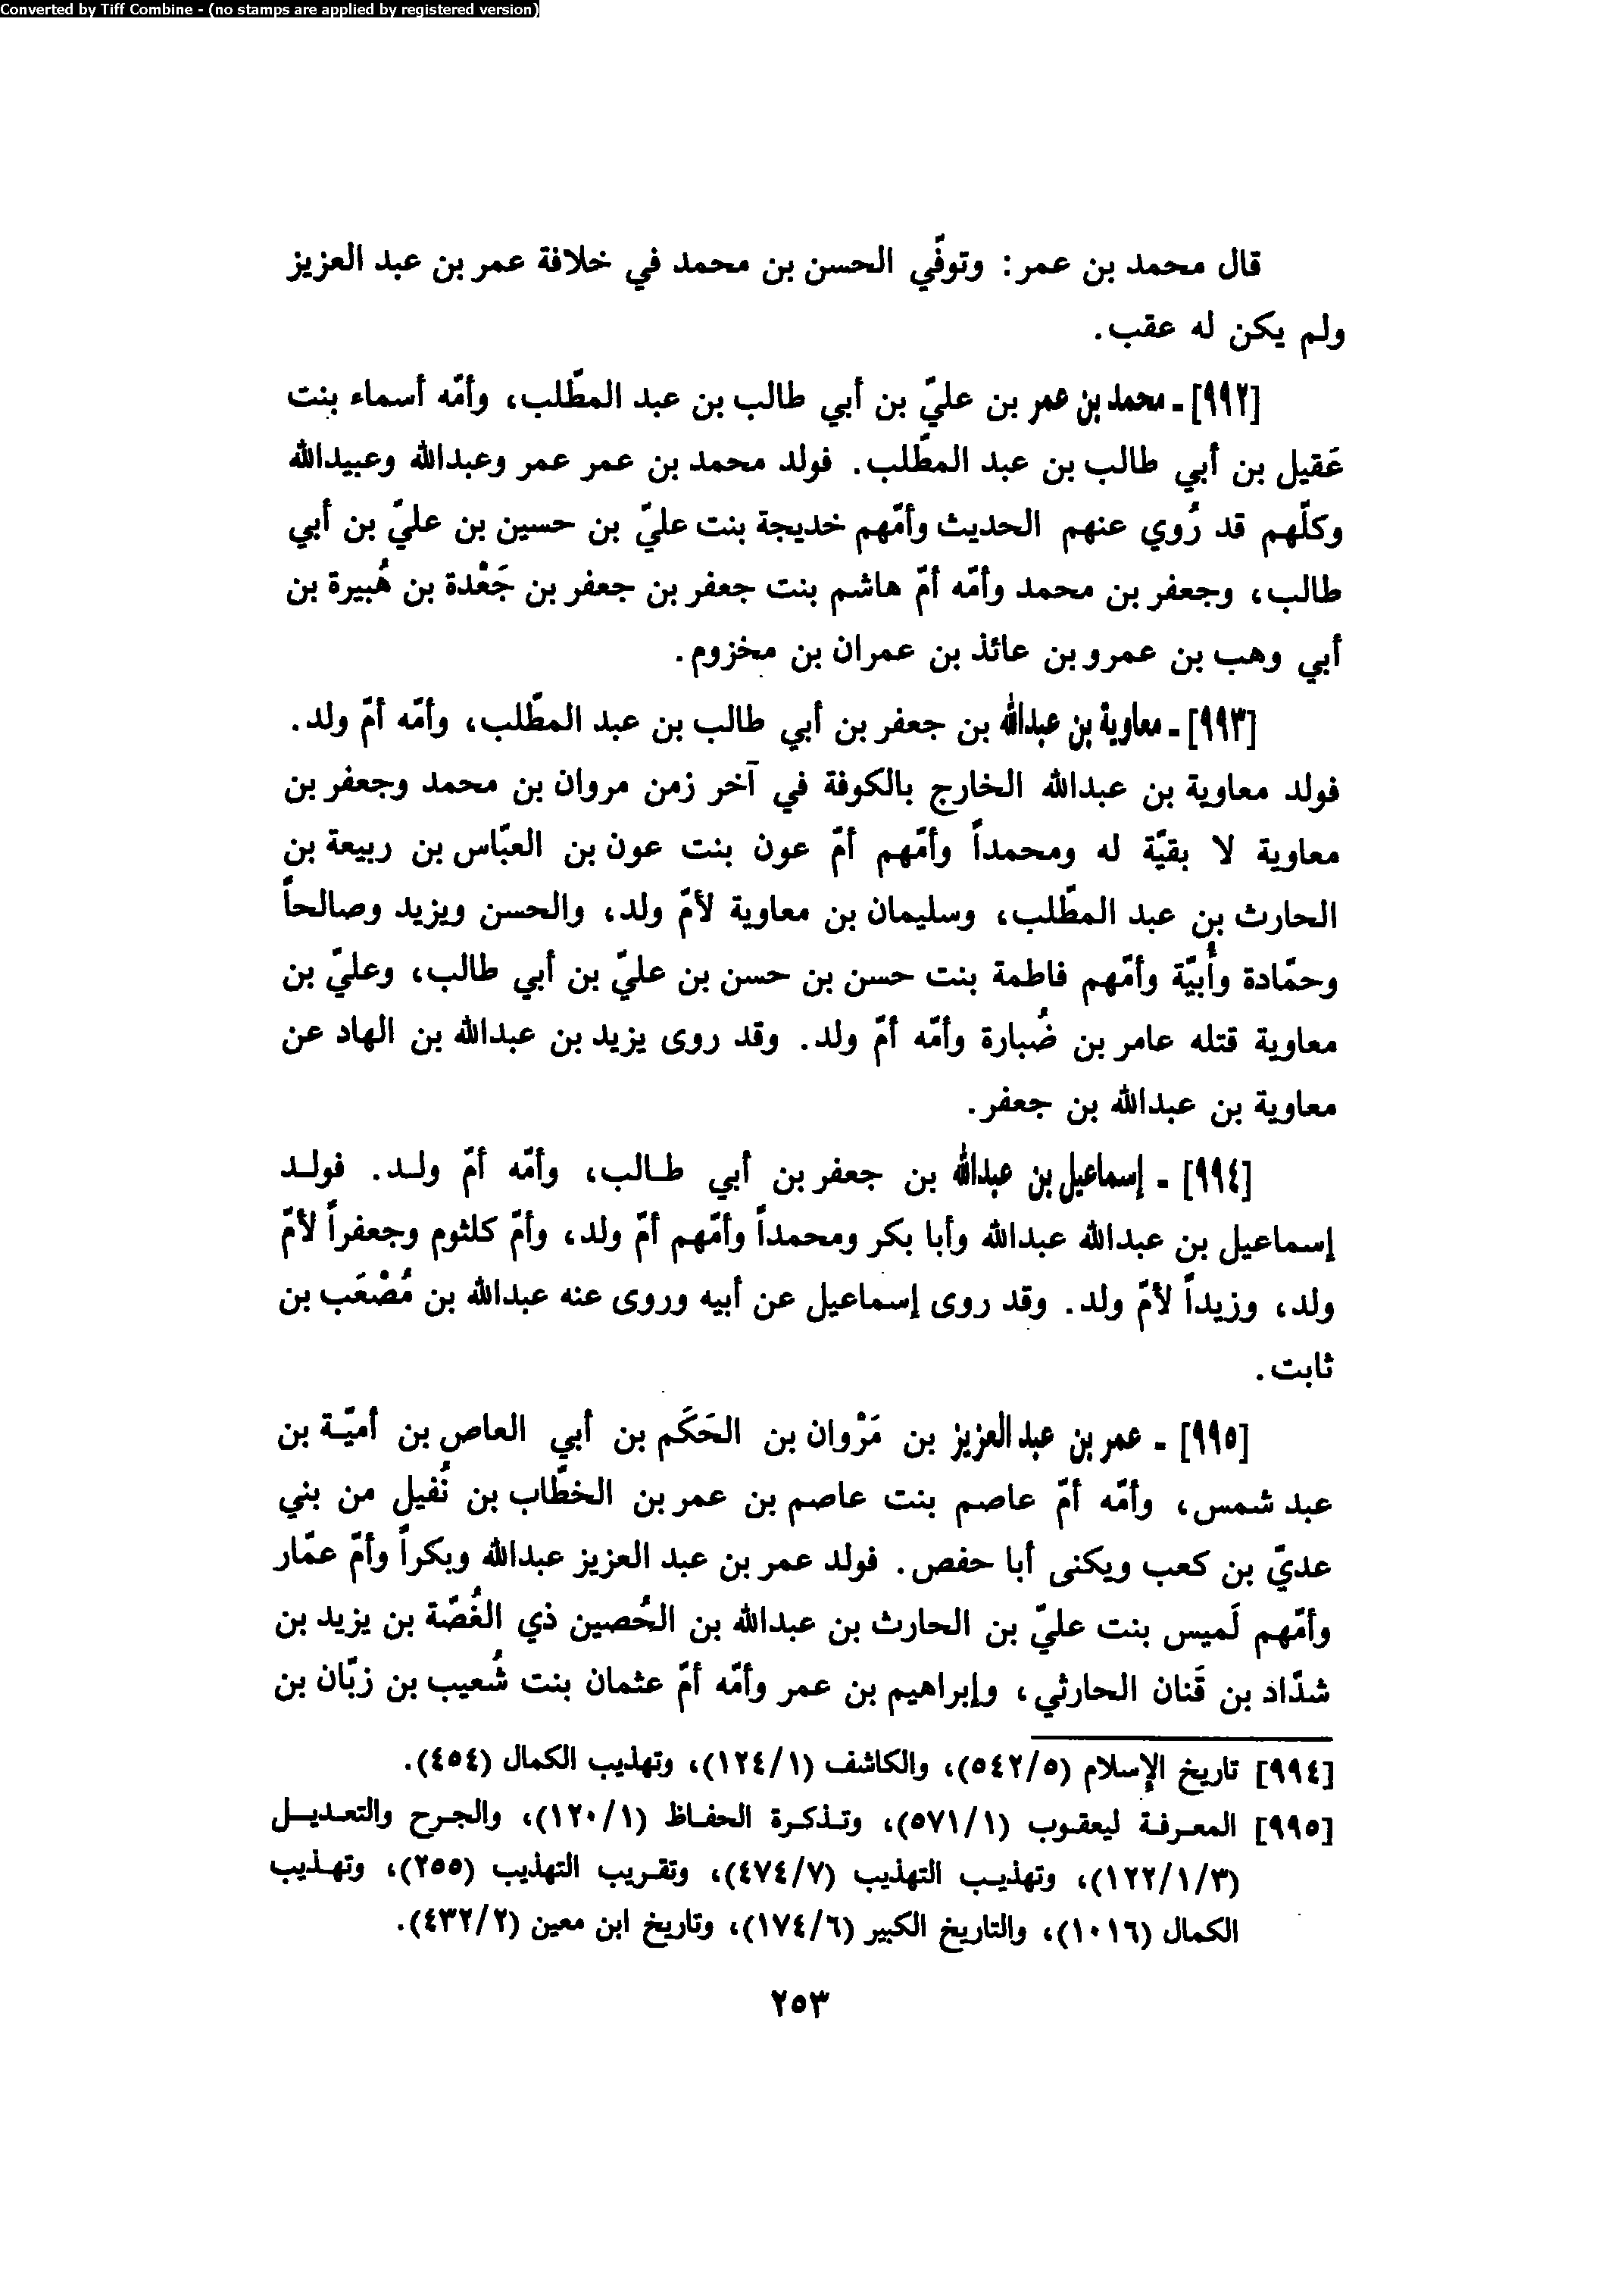 Converted by Tiff Combine - (no stamps are applied by registered version)
قال محمد بن عمر: وتوفّي الحسن بن محمد في خلافة عمر بن عبد العزيز
ولم يكن له عقب.
[٩٩٢] ـ محمد بن عمر بن عليّ بن أبي طالب بن عبد المطّلب، وأمّه أسماء بنت
عَقيل بن أبي طالب بن عبد المطّلب. فولد محمد بن عمر عمر وعبدالله وعبيدالله
وكلّهم قد رُوي عنهم الحديث وأمّهم خديجة بنت عليّ بن حسين بن عليّ بن أبي
طالب، وجعفر بن محمد وأمّه أمّ هاشم بنت جعفر بن جعفر بن جَعْدة بن هُبيرة بن
أبي وهب بن عمرو بن عائذ بن عمران بن مخزوم.
[٩٩٣] ـ معاوية بن عبدالله بن جعفر بن أبي طالب بن عبد المطّلب، وأمّه أمّ ولد.
فولد معاوية بن عبدالله الخارج بالكوفة في آخر زمن مروان بن محمد وجعفر بن
معاوية لا بقيّة له ومحمداً وأمّهم أمّ عون بنت عون بن العبّاس بن ربيعة بن
الحارث بن عبد المطّلب، وسليمان بن معاوية لأمّ ولد، والحسن ويزيد وصالحاً
وحمّادة وأُبيّة وأمّهم فاطمة بنت حسن بن حسن بن عليّ بن أبي طالب، وعليّ بن
معاوية قتله عامر بن ضُبارة وأمّه أمّ ولد. وقد روى يزيد بن عبدالله بن الهاد عن
معاوية بن عبدالله بن جعفر.
[٩٩٤] ـ إسماعيل بن عبدالله بن جعفر بن أبي طـالب، وأمّه أمّ ولـد. فولـد
إسماعيل بن عبدالله عبدالله وأبا بكر ومحمداً وأمّهم أمّ ولد، وأمّ كلثوم وجعفراً لأمّ
ولد، وزيداً لأمّ ولد. وقد روى إسماعيل عن أبيه وروى عنه عبدالله بن مُصْعَب بن
ثابت.
[٩٩٥] ـ عمر بن عبد العزيز بن مَرْوان بن الحَكَم بن أبي العاص بن أميّـة بن
عبد شمس، وأمّه أمّ عاصم بنت عاصم بن عمر بن الخطّاب بن نُفيل من بني
عديّ بن كعب ويكنى أبا حفص. فولد عمر بن عبد العزيز عبدالله وبكراً وأمّ عمّار
وأمّهم لَميس بنت عليّ بن الحارث بن عبدالله بن الحُصين ذي الغُصّة بن يزيد بن
شدّاد بن قَنان الحارثي، وإبراهيم بن عمر وأمّه أمّ عثمان بنت شُعيب بن زبّان بن
[٩٩٤] تاريخ الإسلام (٥٤٢/٥)، والكاشف (١٢٤/١)، وتهذيب الكمال (٤٥٤).
[٩٩٥] المعـرفـة ليعقـوب (٥٧١/١)، وتـذكـرة الحفـاظ (١٢٠/١)، والجـرح والتعـديـل
(١٢٢/١/٣)، وتهذيـب التهذيب (٤٧٤/٧)، وتقـريب التهذيب (٢٥٥)، وتهـذيب
الكمال (١٠١٦)، والتاريخ الكبير (١٧٤/٦)، وتاريخ ابن معين (٤٣٢/٢).
٢٥٣